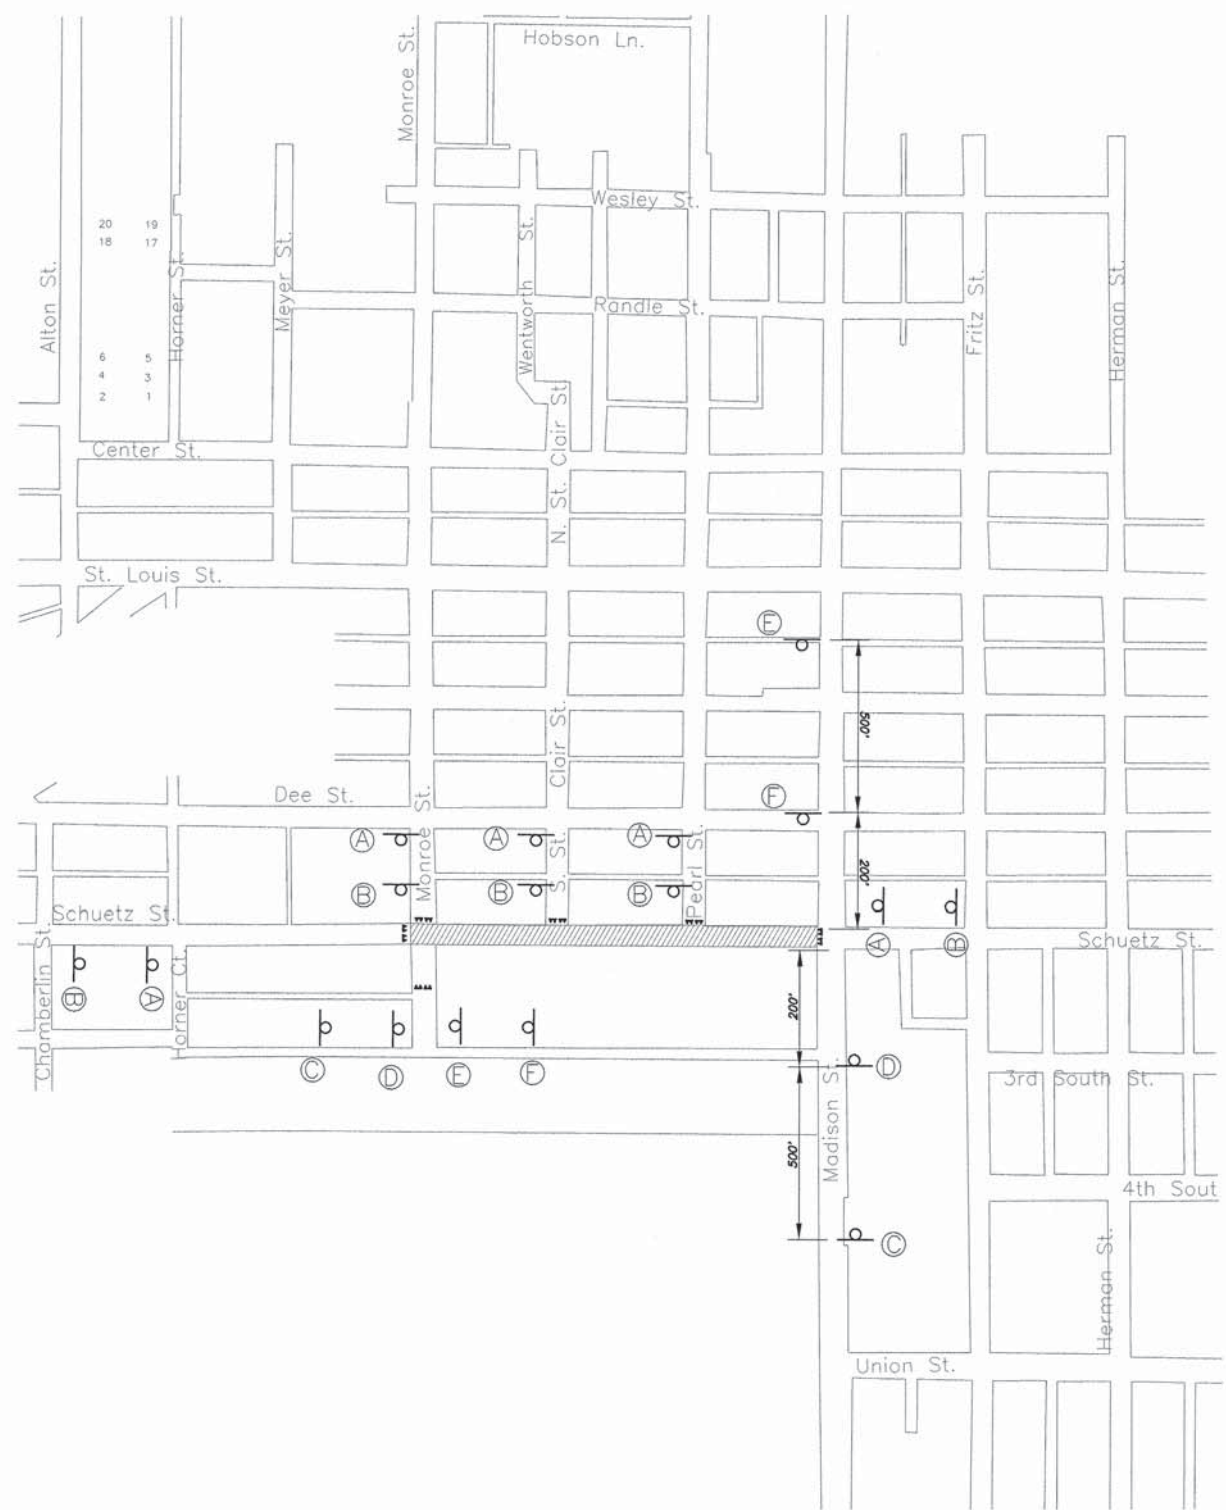 Hobson Ln.
Monroe St.
Wesley St.
20 19
18 17
Wentworth St.
Alton St.
Horner St.
Meyer St.
Randle St.
Fritz St.
Herman St.
6 5
4 3
2 1
N. St. Clair St.
Center St.
St. Louis St.
E
500'
Dee St.
F
Monroe St.
S. St. Clair St.
Pearl St.
A
A
A
B
B
B
200'
Schuetz St.
A
B
Schuetz St.
Chamberlin St.
B
A
Horner Ct.
200'
C
D
E
F
D
3rd South St.
Madison St.
500'
4th Sout
C
Herman St.
Union St.